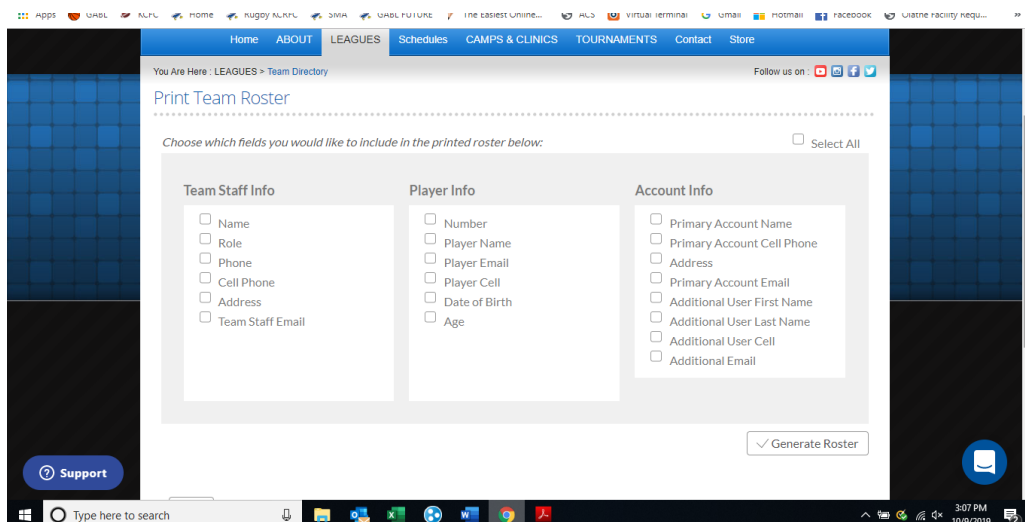 Apps GABL KCFC Home Rugby KCRFC SMA GABL FUTURE The Easiest Online... ACS Virtual Terminal Gmail Hotmail Facebook Olathe Facility Requ... »
Home ABOUT LEAGUES Schedules CAMPS & CLINICS TOURNAMENTS Contact Store
You Are Here : LEAGUES > Team Directory Follow us on :
Print Team Roster
Choose which fields you would like to include in the printed roster below: Select All
Team Staff Info
Name
Role
Phone
Cell Phone
Address
Team Staff Email
Player Info
Number
Player Name
Player Email
Player Cell
Date of Birth
Age
Account Info
Primary Account Name
Primary Account Cell Phone
Address
Primary Account Email
Additional User First Name
Additional User Last Name
Additional User Cell
Additional Email
Generate Roster
Support
Type here to search
3:07 PM
10/9/2019